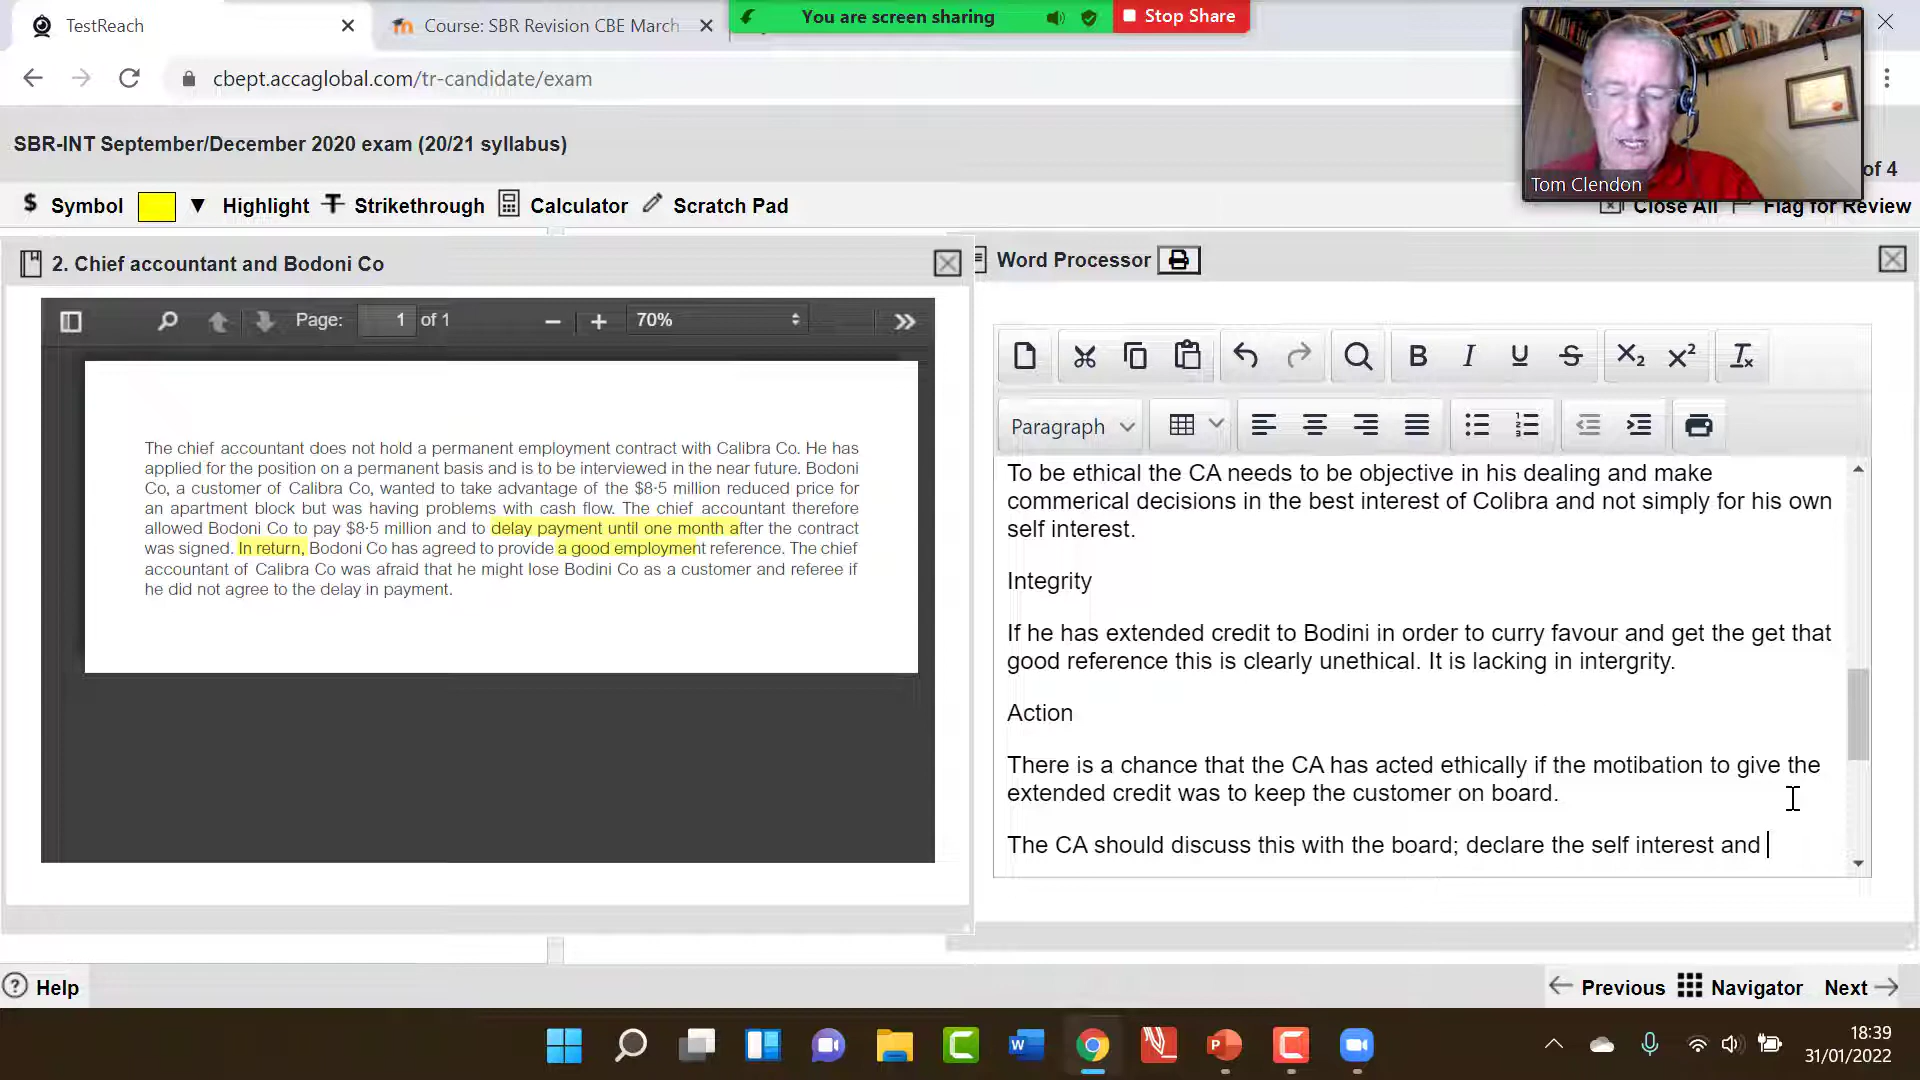 TestReach
Course: SBR Revision CBE March
You are screen sharing
Stop Share
cbept.accaglobal.com/tr-candidate/exam
Tom Clendon
SBR-INT September/December 2020 exam (20/21 syllabus)
of 4
$ Symbol
Highlight
Strikethrough
Calculator
Scratch Pad
Close All
Flag for Review
2. Chief accountant and Bodoni Co
Page: 1 of 1
70%
The chief accountant does not hold a permanent employment contract with Calibra Co. He has
applied for the position on a permanent basis and is to be interviewed in the near future. Bodoni
Co, a customer of Calibra Co, wanted to take advantage of the $8·5 million reduced price for
an apartment block but was having problems with cash flow. The chief accountant therefore
allowed Bodoni Co to pay $8·5 million and to delay payment until one month after the contract
was signed. In return, Bodoni Co has agreed to provide a good employment reference. The chief
accountant of Calibra Co was afraid that he might lose Bodini Co as a customer and referee if
he did not agree to the delay in payment.
Word Processor
B I U S X₂ X² Tx
Paragraph
To be ethical the CA needs to be objective in his dealing and make
commerical decisions in the best interest of Colibra and not simply for his own
self interest.
Integrity
If he has extended credit to Bodini in order to curry favour and get the get that
good reference this is clearly unethical. It is lacking in intergrity.
Action
There is a chance that the CA has acted ethically if the motibation to give the
extended credit was to keep the customer on board.
The CA should discuss this with the board; declare the self interest and
Help
Previous
Navigator
Next
18:39
31/01/2022